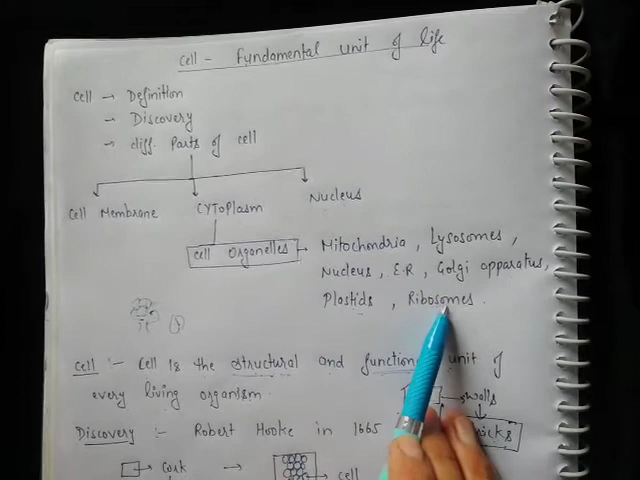 Cell - Fundamental unit of life
Cell → Definition
→ Discovery
→ diff. Parts of cell
Cell Membrane CYToplasm Nucleus
Cell Organelles → Mitochondria, Lysosomes,
Nucleus, E.R, Golgi apparatus,
Plastids, Ribosomes.
Cell :- Cell is the structural and function unit of
every living organism.
walls
Discovery :- Robert Hooke in 1665
Cork → cell